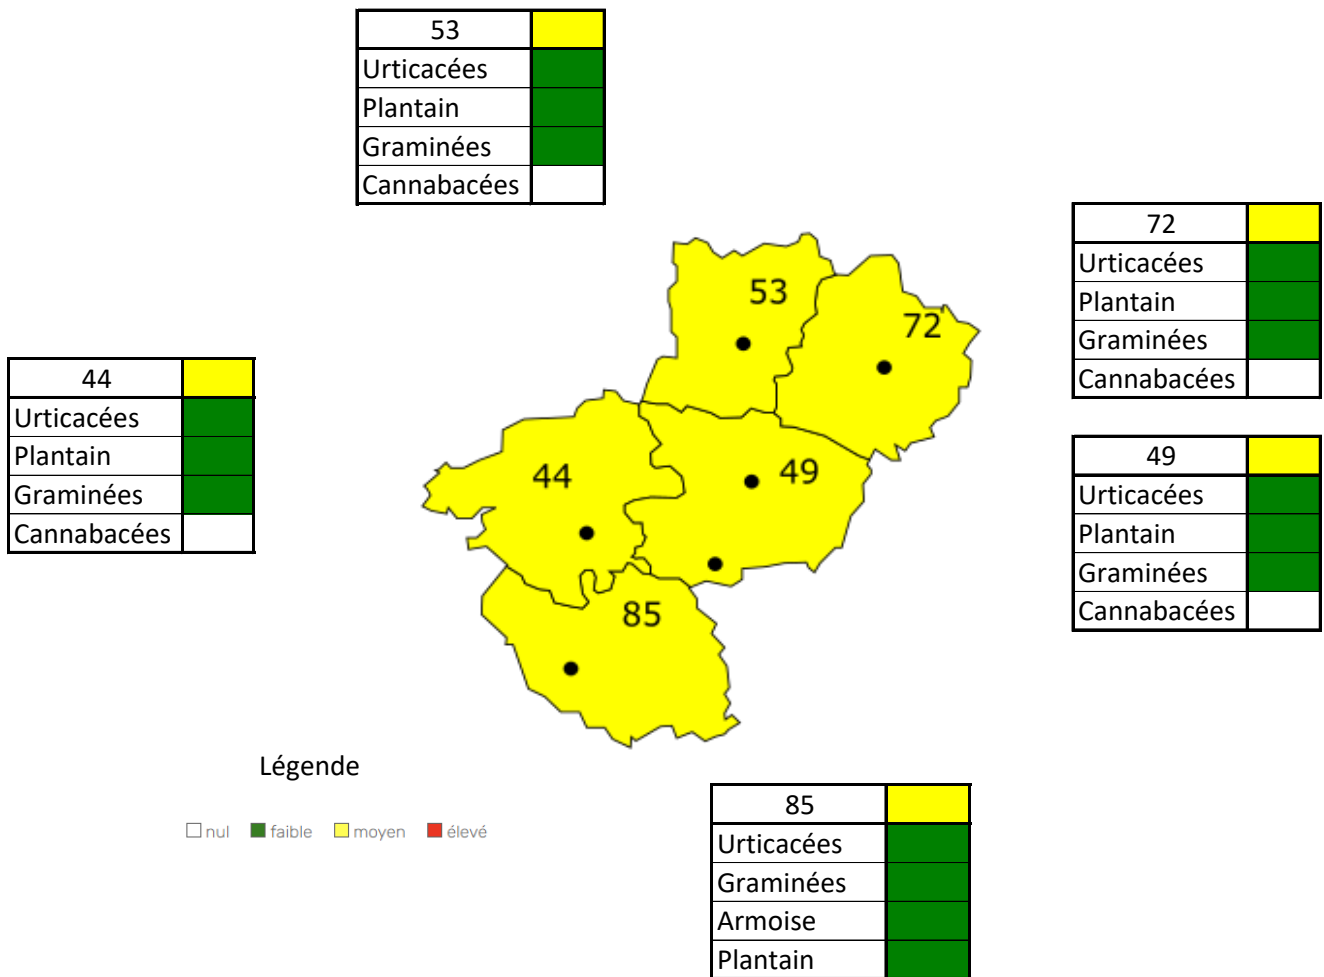 53
Urticacées
Plantain
Graminées
Cannabacées
72
Urticacées
Plantain
Graminées
Cannabacées
44
Urticacées
Plantain
Graminées
Cannabacées
49
Urticacées
Plantain
Graminées
Cannabacées
53
72
44
49
85
Légende
nul faible moyen élevé
85
Urticacées
Graminées
Armoise
Plantain